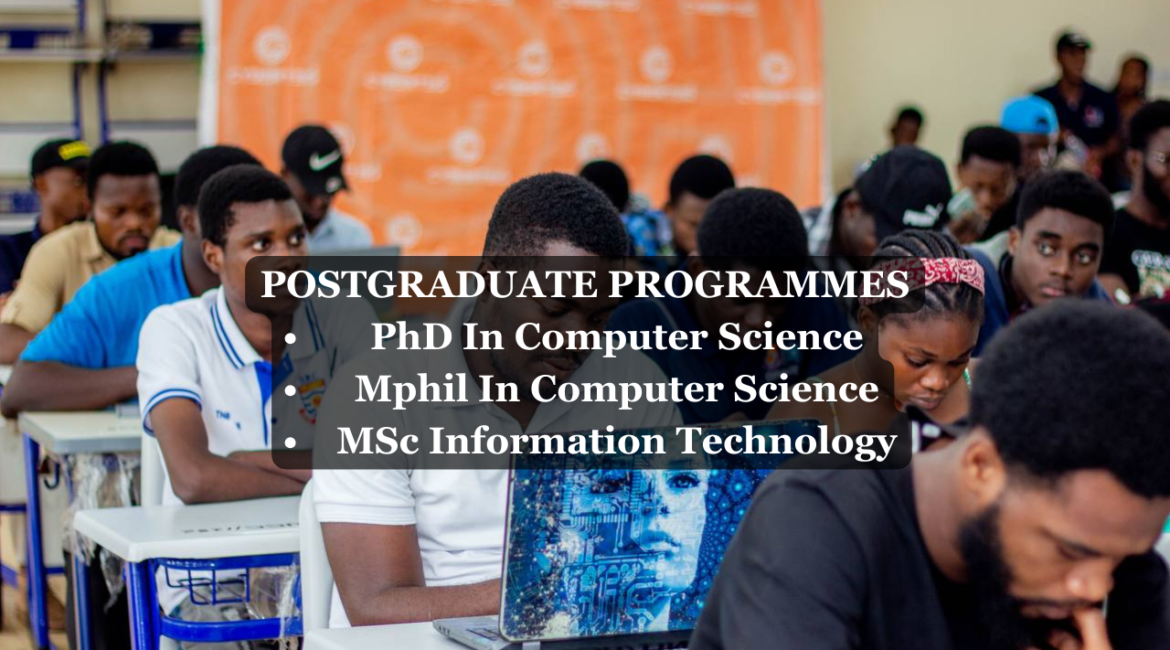 POSTGRADUATE PROGRAMMES
• PhD In Computer Science
• Mphil In Computer Science
• MSc Information Technology